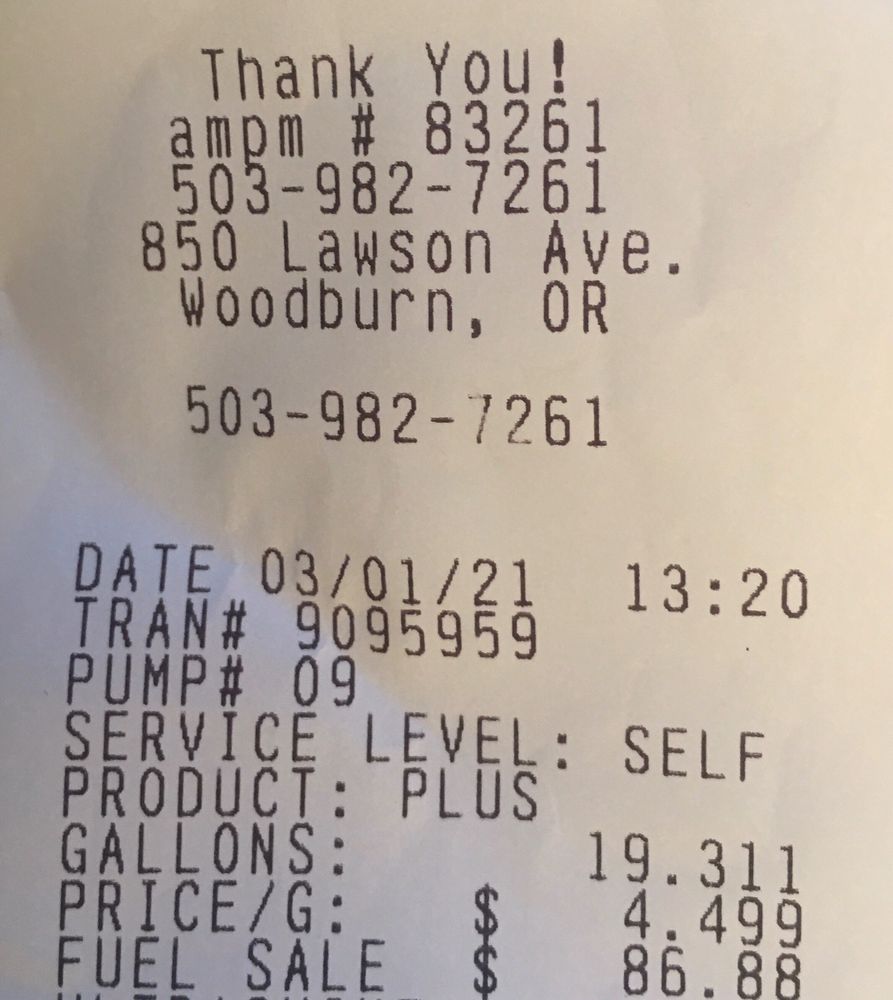 Thank You!
ampm # 83261
503-982-7261
850 Lawson Ave.
Woodburn, OR
503-982-7261
DATE 03/01/21 13:20
TRAN# 9095959
PUMP# 09
SERVICE LEVEL: SELF
PRODUCT: PLUS
GALLONS: 19.311
PRICE/G: $ 4.499
FUEL SALE $ 86.88